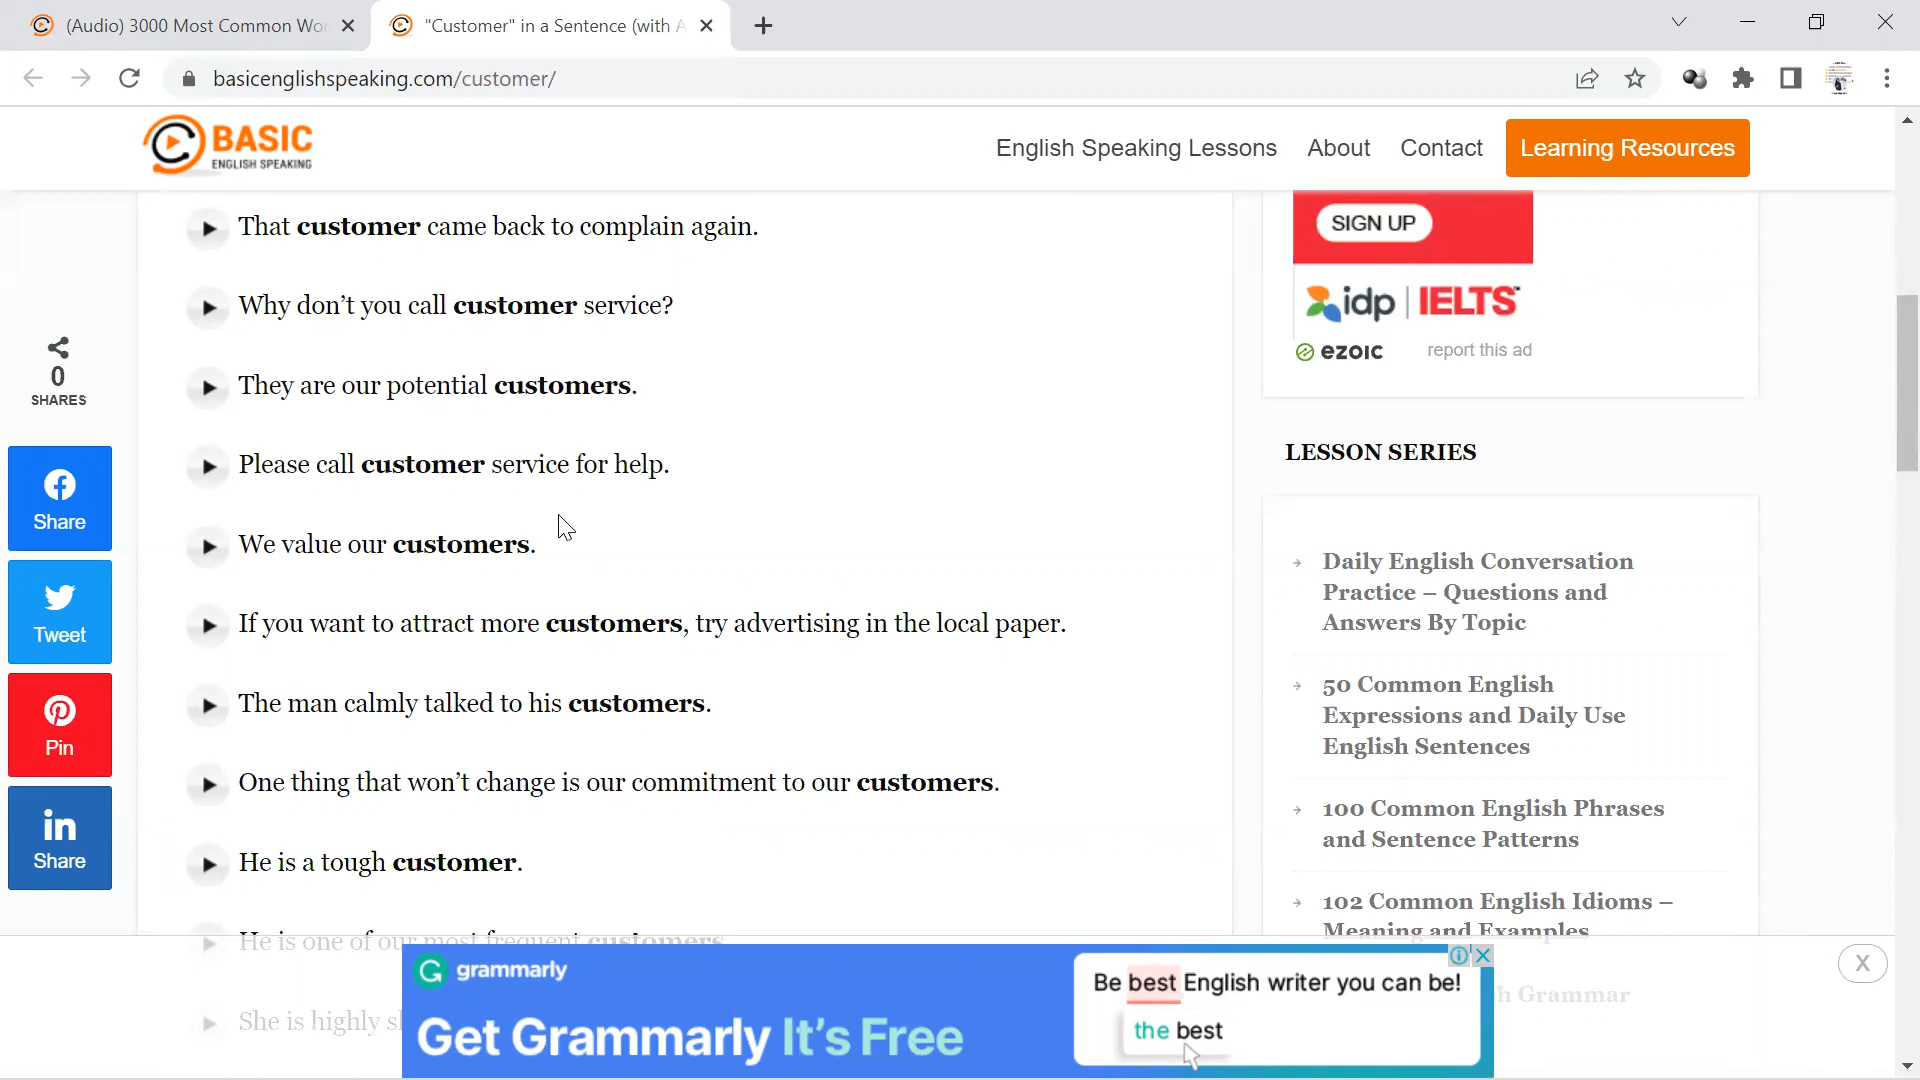 (Audio) 3000 Most Common Wor
"Customer" in a Sentence (with A
basicenglishspeaking.com/customer/
BASIC
ENGLISH SPEAKING
English Speaking Lessons
About
Contact
Learning Resources
That customer came back to complain again.
Why don’t you call customer service?
They are our potential customers.
Please call customer service for help.
We value our customers.
If you want to attract more customers, try advertising in the local paper.
The man calmly talked to his customers.
One thing that won’t change is our commitment to our customers.
He is a tough customer.
He is one of our most frequent customers
She is highly
0
SHARES
Share
Tweet
Pin
in
Share
SIGN UP
idp | IELTS
ezoic
report this ad
LESSON SERIES
Daily English Conversation
Practice – Questions and
Answers By Topic
50 Common English
Expressions and Daily Use
English Sentences
100 Common English Phrases
and Sentence Patterns
102 Common English Idioms –
Meaning and Examples
h Grammar
grammarly
Get Grammarly It’s Free
Be best English writer you can be!
the best
X